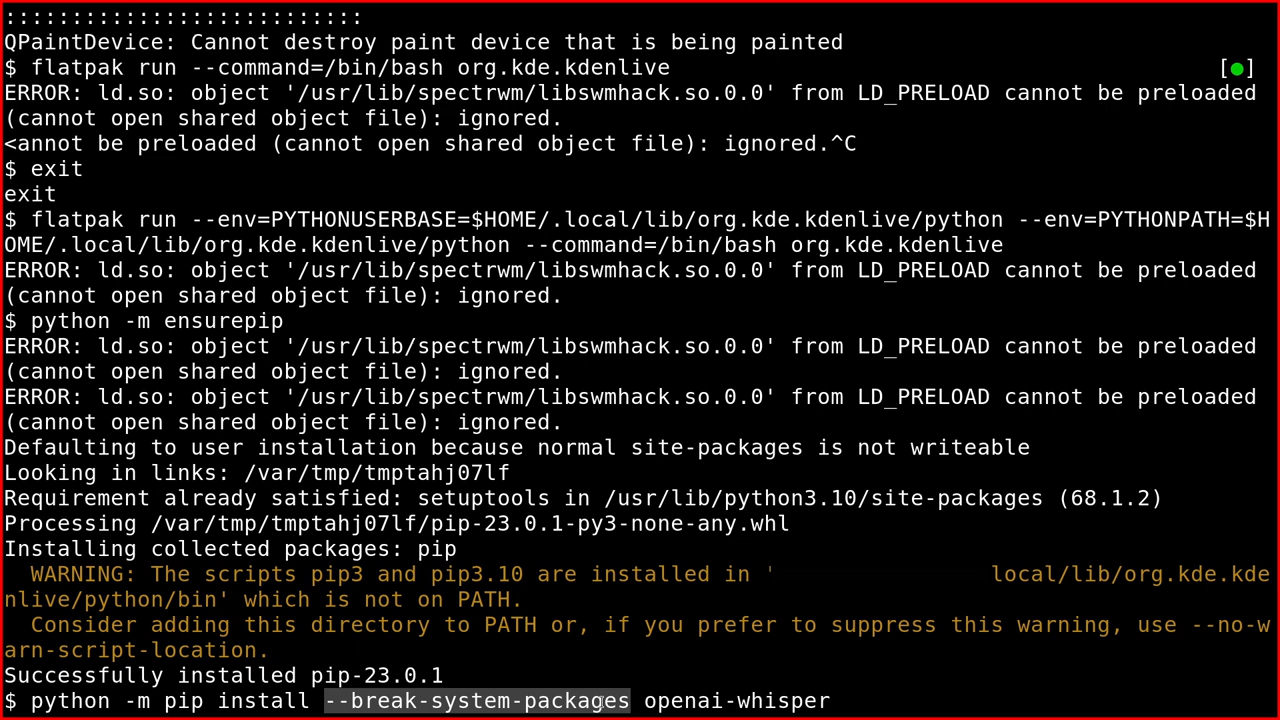 :::::::::::::::::::::::::::
QPaintDevice: Cannot destroy paint device that is being painted
$ flatpak run --command=/bin/bash org.kde.kdenlive [●]
ERROR: ld.so: object '/usr/lib/spectrwm/libswmhack.so.0.0' from LD_PRELOAD cannot be preloaded
(cannot open shared object file): ignored.
<annot be preloaded (cannot open shared object file): ignored.^C
$ exit
exit
$ flatpak run --env=PYTHONUSERBASE=$HOME/.local/lib/org.kde.kdenlive/python --env=PYTHONPATH=$H
OME/.local/lib/org.kde.kdenlive/python --command=/bin/bash org.kde.kdenlive
ERROR: ld.so: object '/usr/lib/spectrwm/libswmhack.so.0.0' from LD_PRELOAD cannot be preloaded
(cannot open shared object file): ignored.
$ python -m ensurepip
ERROR: ld.so: object '/usr/lib/spectrwm/libswmhack.so.0.0' from LD_PRELOAD cannot be preloaded
(cannot open shared object file): ignored.
ERROR: ld.so: object '/usr/lib/spectrwm/libswmhack.so.0.0' from LD_PRELOAD cannot be preloaded
(cannot open shared object file): ignored.
Defaulting to user installation because normal site-packages is not writeable
Looking in links: /var/tmp/tmptahj07lf
Requirement already satisfied: setuptools in /usr/lib/python3.10/site-packages (68.1.2)
Processing /var/tmp/tmptahj07lf/pip-23.0.1-py3-none-any.whl
Installing collected packages: pip
WARNING: The scripts pip3 and pip3.10 are installed in ' local/lib/org.kde.kde
nlive/python/bin' which is not on PATH.
Consider adding this directory to PATH or, if you prefer to suppress this warning, use --no-w
arn-script-location.
Successfully installed pip-23.0.1
$ python -m pip install --break-system-packages openai-whisper